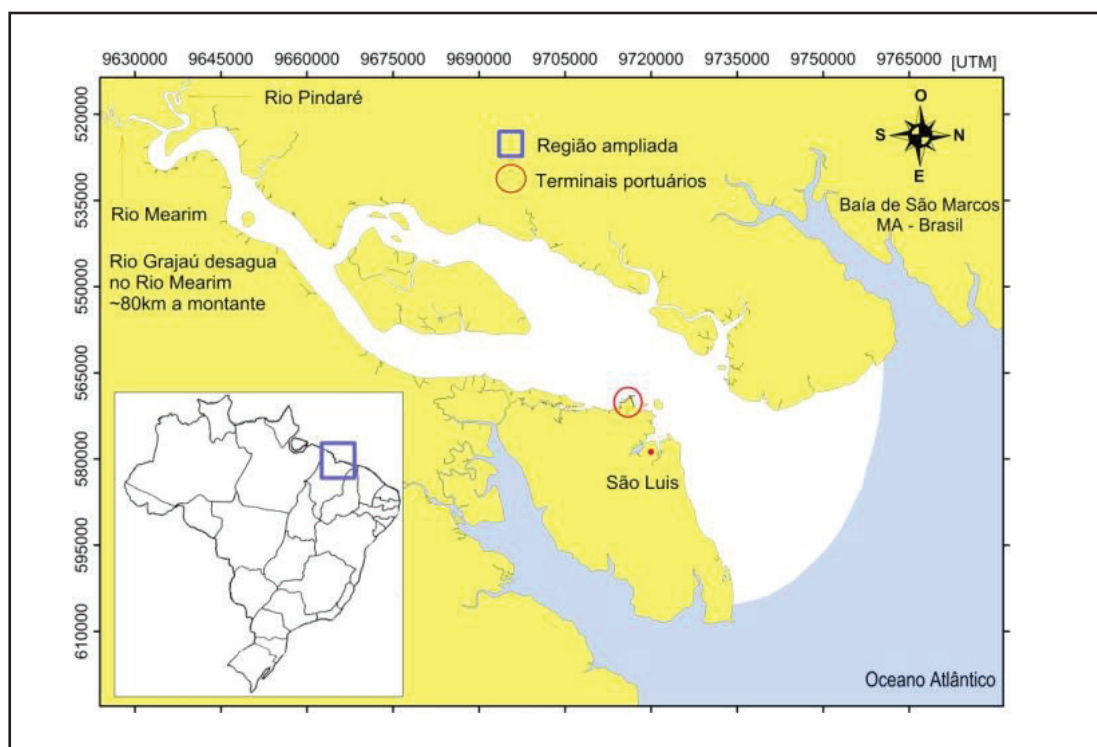 9630000 9645000 9660000 9675000 9690000 9705000 9720000 9735000 9750000 9765000 [UTM]
520000
535000
550000
565000
580000
595000
610000
Rio Pindaré
Região ampliada
Terminais portuários
O
S
N
E
Baía de São Marcos
MA - Brasil
Rio Mearim
Rio Grajaú desagua
no Rio Mearim
~80km a montante
São Luis
Oceano Atlântico